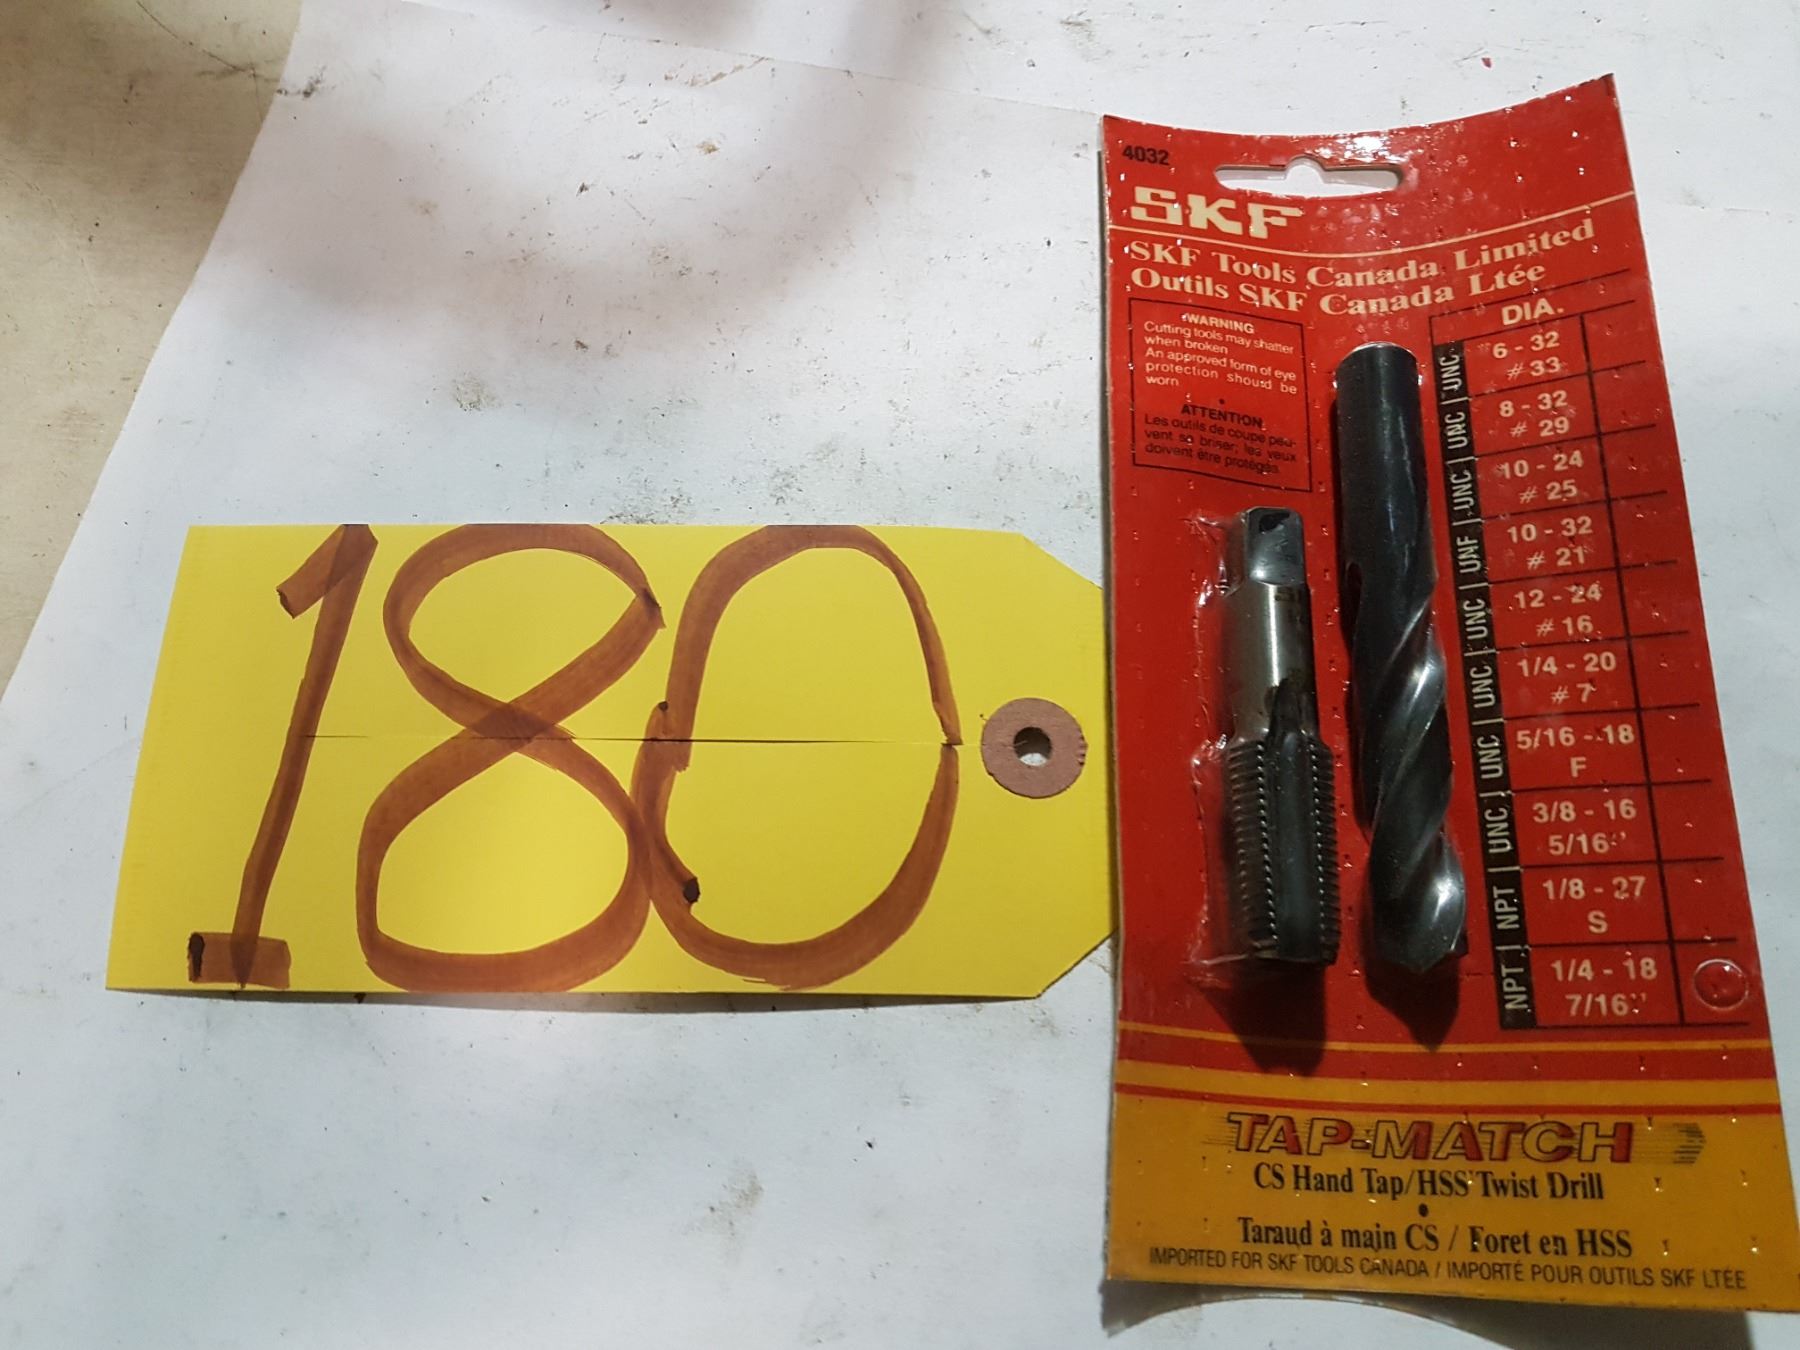 180
4032
SKF
SKF Tools Canada Limited
Outils SKF Canada Ltée
WARNING
Cutting tools may shatter
when broken
An approved form of eye
protection should be
worn
ATTENTION
Les outils de coupe peu-
vent se briser; les yeux
doivent être protégés
DIA.
UNC 6 - 32
# 33
UNC 8 - 32
# 29
UNC 10 - 24
# 25
UNF 10 - 32
# 21
UNC 12 - 24
# 16
UNC 1/4 - 20
# 7
UNC 5/16 - 18
F
UNC 3/8 - 16
5/16"
NPT 1/8 - 27
S
NPT 1/4 - 18
7/16"
TAP-MATCH
CS Hand Tap/HSS Twist Drill
•
Taraud à main CS / Foret en HSS
IMPORTED FOR SKF TOOLS CANADA / IMPORTÉ POUR OUTILS SKF LTÉE